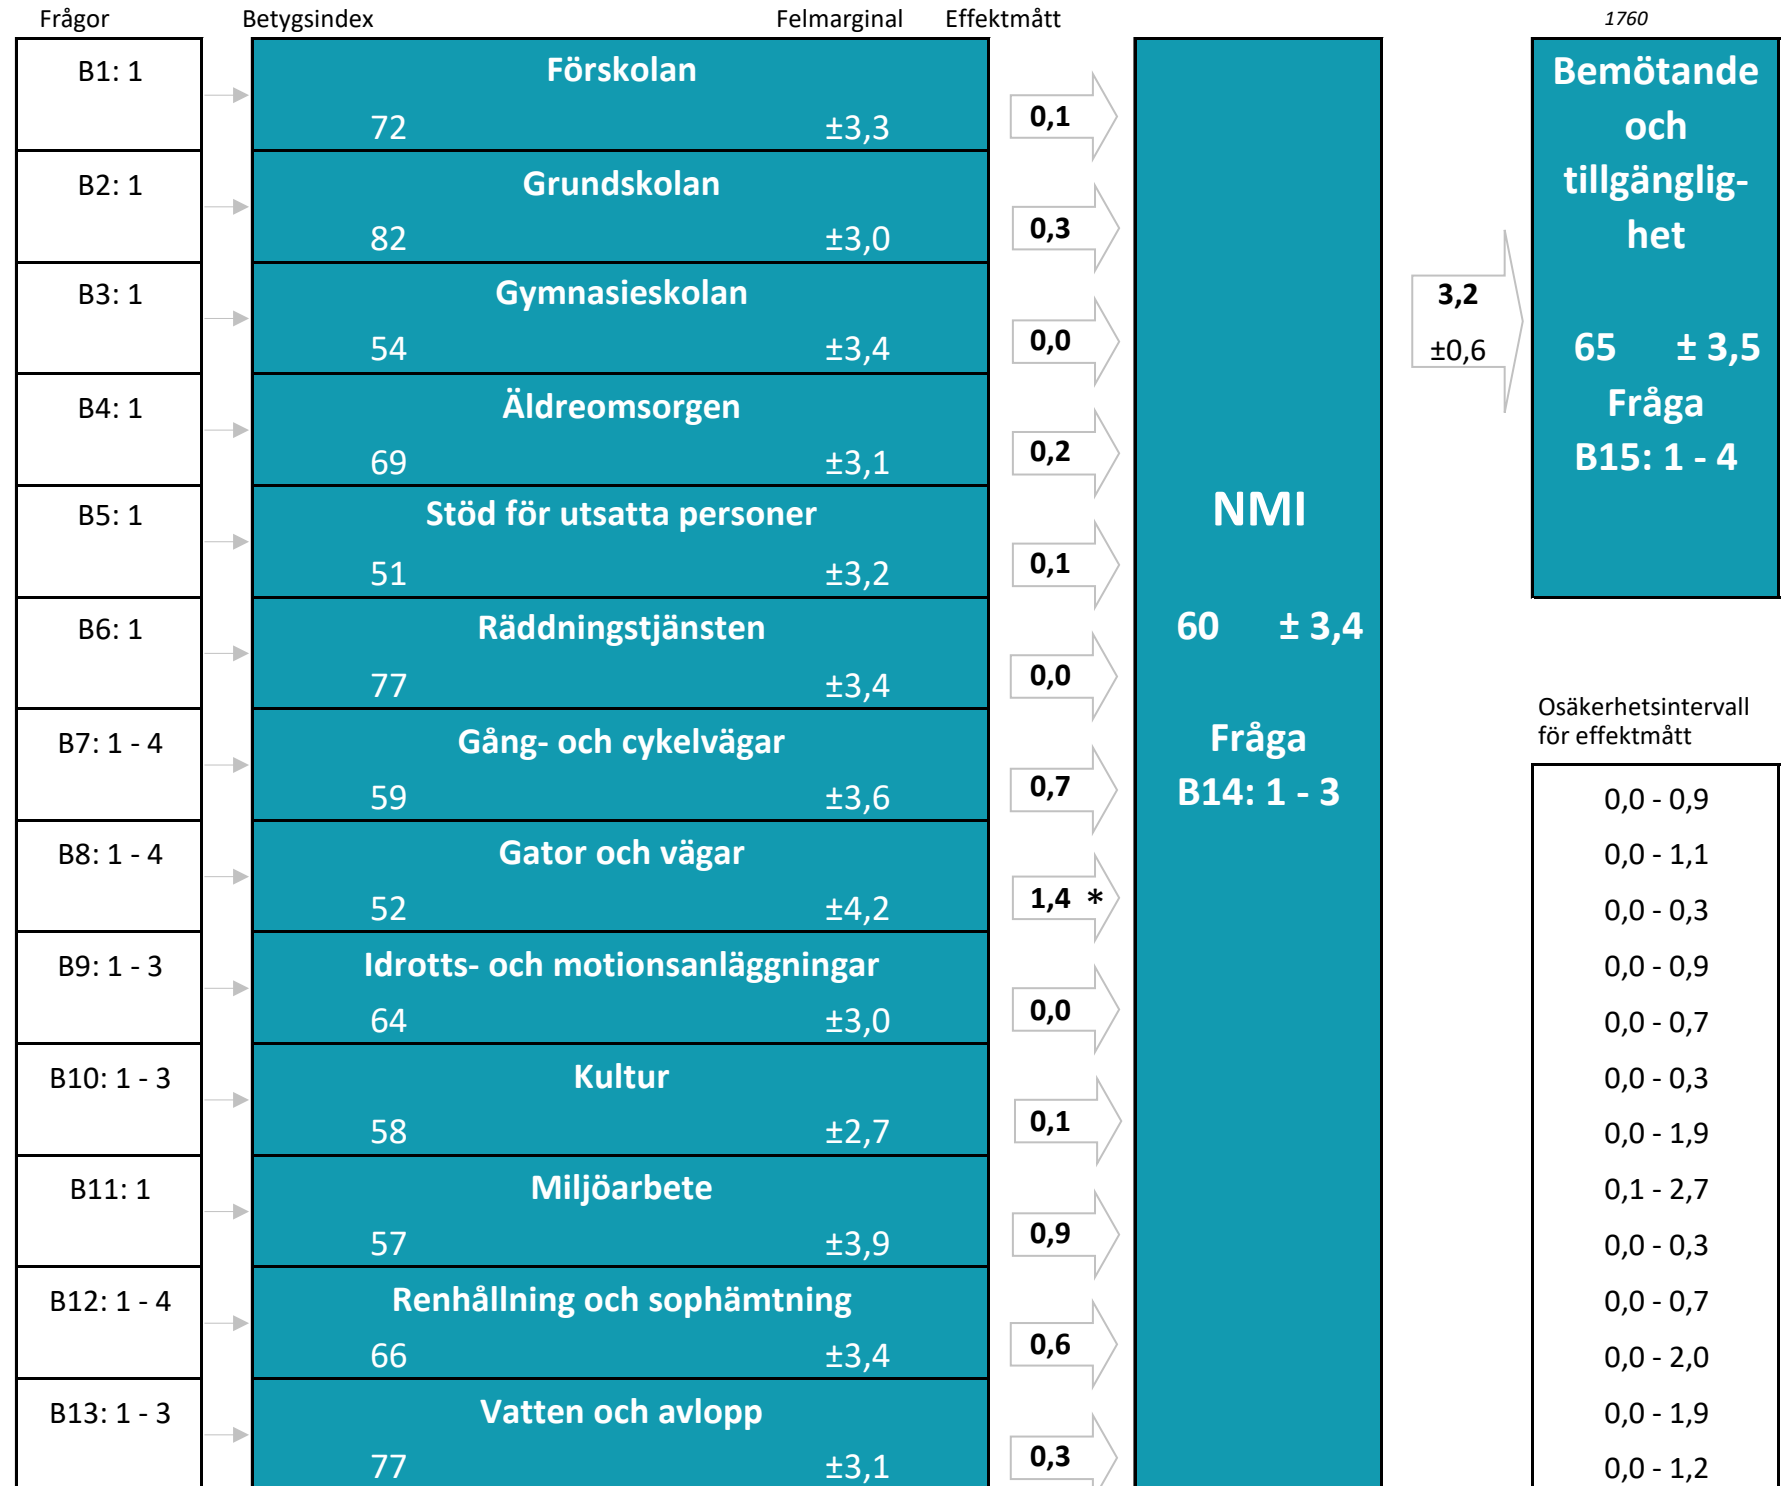 Frågor Betygsindex Felmarginal Effektmått 1760
B1: 1
Förskolan
72 ±3,3
0,1
B2: 1
Grundskolan
82 ±3,0
0,3
B3: 1
Gymnasieskolan
54 ±3,4
0,0
B4: 1
Äldreomsorgen
69 ±3,1
0,2
B5: 1
Stöd för utsatta personer
51 ±3,2
0,1
B6: 1
Räddningstjänsten
77 ±3,4
0,0
B7: 1 - 4
Gång- och cykelvägar
59 ±3,6
0,7
B8: 1 - 4
Gator och vägar
52 ±4,2
1,4 *
B9: 1 - 3
Idrotts- och motionsanläggningar
64 ±3,0
0,0
B10: 1 - 3
Kultur
58 ±2,7
0,1
B11: 1
Miljöarbete
57 ±3,9
0,9
B12: 1 - 4
Renhållning och sophämtning
66 ±3,4
0,6
B13: 1 - 3
Vatten och avlopp
77 ±3,1
0,3
NMI
60 ± 3,4
Fråga
B14: 1 - 3
3,2
±0,6
Bemötande
och
tillgänglig-
het
65 ± 3,5
Fråga
B15: 1 - 4
Osäkerhetsintervall
för effektmått
0,0 - 0,9
0,0 - 1,1
0,0 - 0,3
0,0 - 0,9
0,0 - 0,7
0,0 - 0,3
0,0 - 1,9
0,1 - 2,7
0,0 - 0,3
0,0 - 0,7
0,0 - 2,0
0,0 - 1,9
0,0 - 1,2